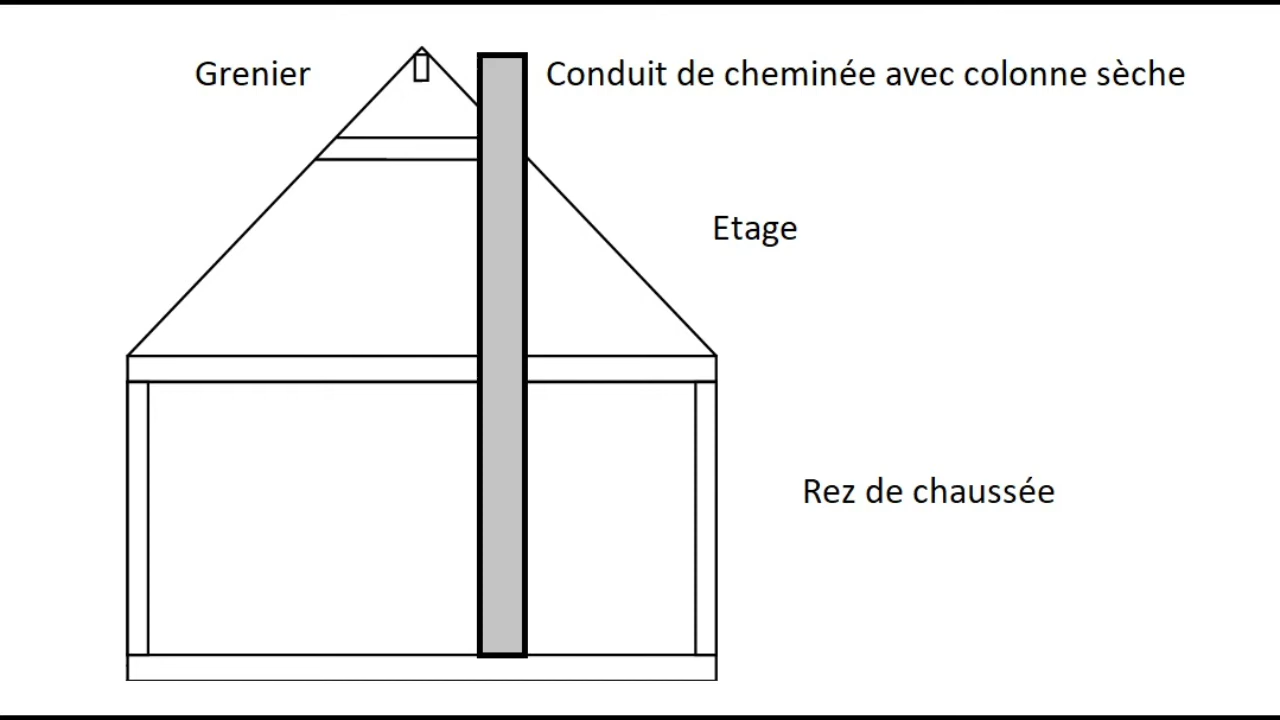 Grenier
Conduit de cheminée avec colonne sèche
Etage
Rez de chaussée